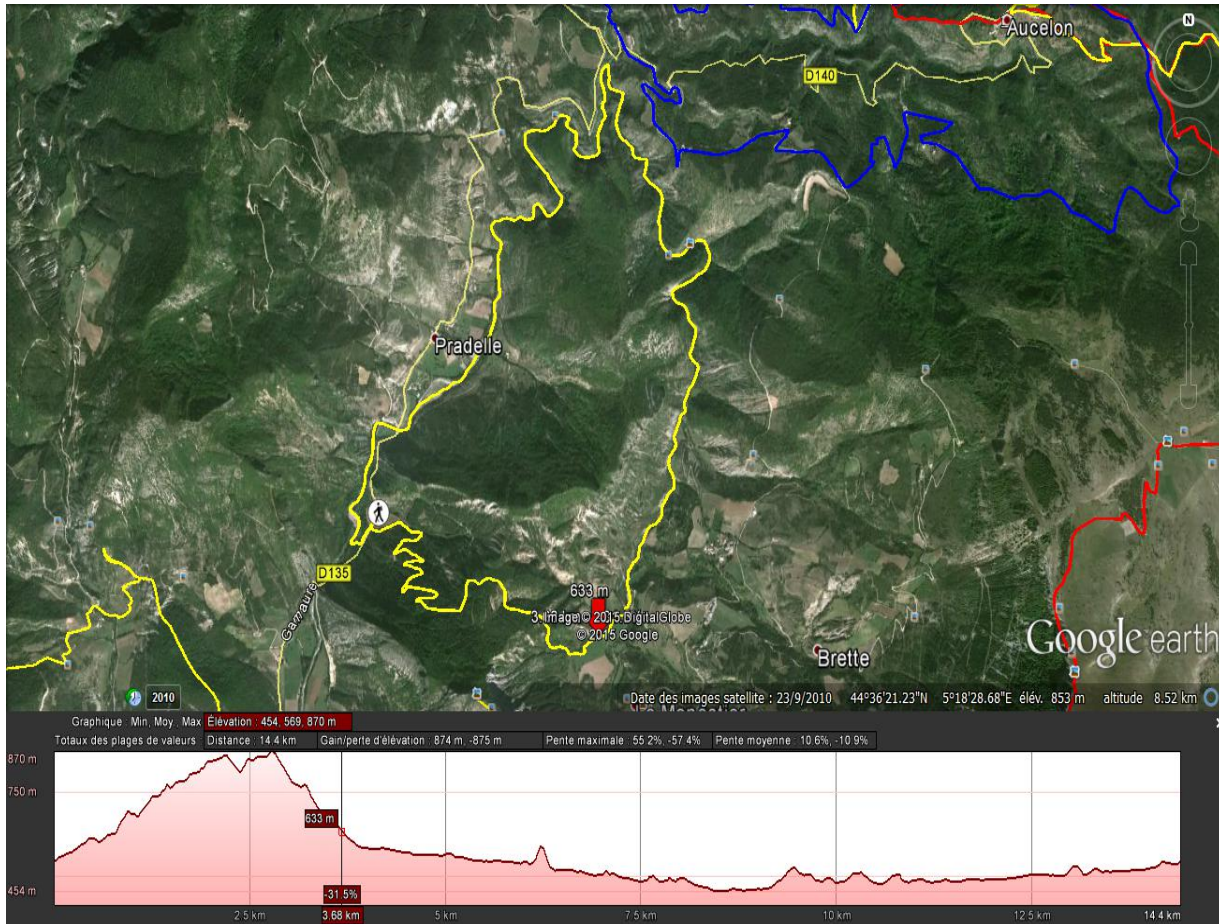 Aucelon
N
D140
Pradelle
D135
Gamaure
633 m
Image © 2015 DigitalGlobe
© 2015 Google
Brette
Google earth
2010
Date des images satellite : 23/9/2010 44°36'21.23"N 5°18'28.68"E élév. 853 m altitude 8.52 km
Graphique : Min, Moy., Max Élévation : 454, 569, 870 m
Totaux des plages de valeurs : Distance : 14.4 km Gain/perte d'élévation : 874 m, -875 m Pente maximale : 55.2%, -57.4% Pente moyenne : 10.6%, -10.9%
870 m
750 m
633 m
454 m
-31.5%
2.5 km 3.68 km 5 km 7.5 km 10 km 12.5 km 14.4 km